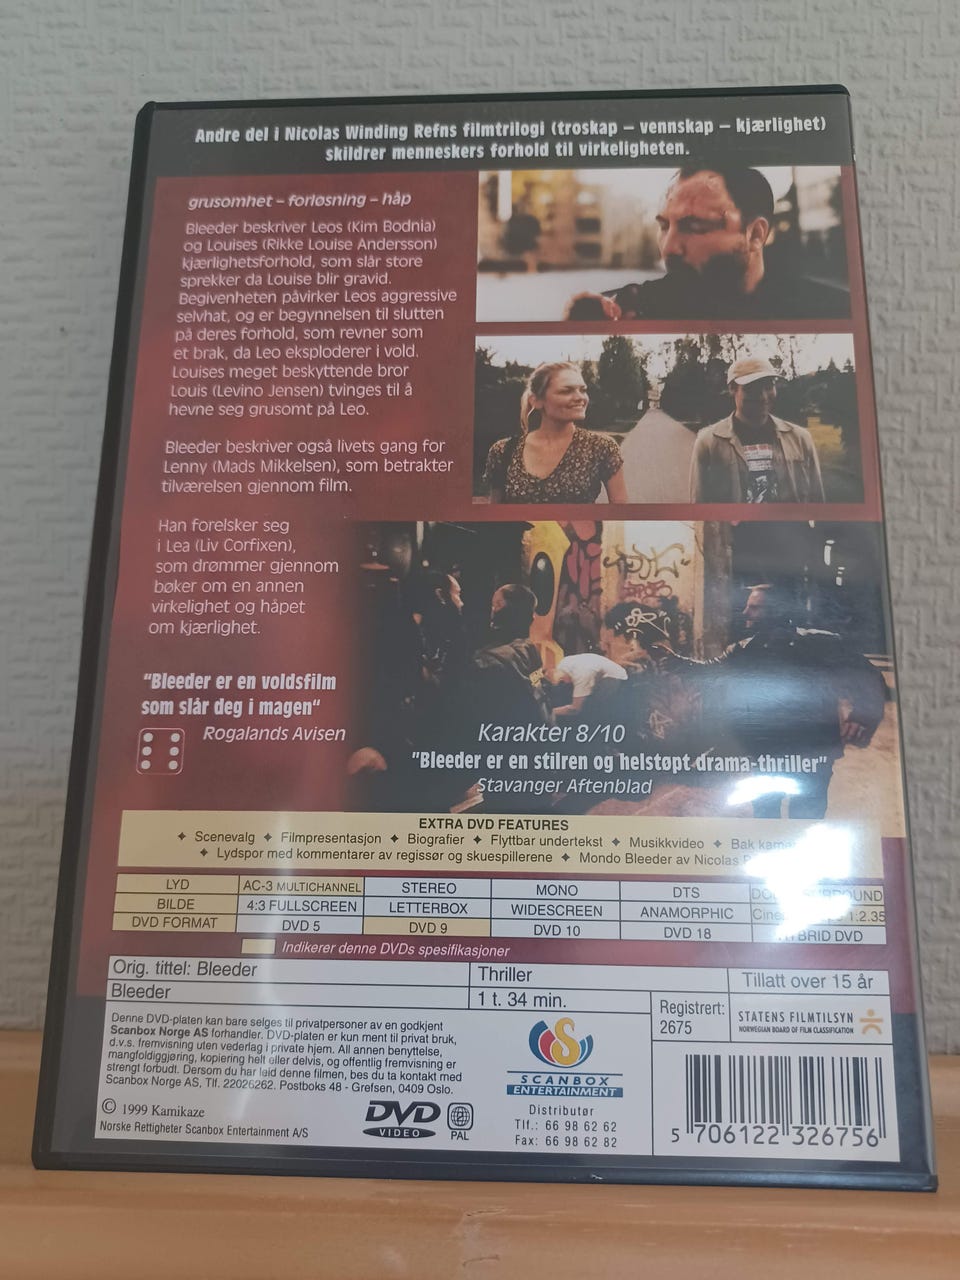 Andre del i Nicolas Winding Refns filmtrilogi (troskap – vennskap – kjærlighet)
skildrer menneskers forhold til virkeligheten.
grusomhet – forløsning – håp
Bleeder beskriver Leos (Kim Bodnia)
og Louises (Rikke Louise Andersson)
kjærlighetsforhold, som slår store
sprekker da Louise blir gravid.
Begivenheten påvirker Leos aggressive
selvhat, og er begynnelsen til slutten
på deres forhold, som revner som
et brak, da Leo eksploderer i vold.
Louises meget beskyttende bror
Louis (Levino Jensen) tvinges til å
hevne seg grusomt på Leo.
Bleeder beskriver også livets gang for
Lenny (Mads Mikkelsen), som betrakter
tilværelsen gjennom film.
Han forelsker seg
i Lea (Liv Corfixen),
som drømmer gjennom
bøker om en annen
virkelighet og håpet
om kjærlighet.
"Bleeder er en voldsfilm
som slår deg i magen"
Rogalands Avisen
Karakter 8/10
"Bleeder er en stilren og helstøpt drama-thriller"
Stavanger Aftenblad
EXTRA DVD FEATURES
Scenevalg Filmpresentasjon Biografier Flyttbar undertekst Musikkvideo Bak
Lydspor med kommentarer av regissør og skuespillerene Mondo Bleeder av Nicolas
LYD AC-3 MULTICHANNEL STEREO MONO DTS
BILDE 4:3 FULLSCREEN LETTERBOX WIDESCREEN ANAMORPHIC 1:2.35
DVD FORMAT DVD 5 DVD 9 DVD 10 DVD 18 DVD
Indikerer denne DVDs spesifikasjoner
Orig. tittel: Bleeder Thriller Tillatt over 15 år
Bleeder 1 t. 34 min.
Registrert:
2675
STATENS FILMTILSYN
NORWEGIAN BOARD OF FILM CLASSIFICATION
Denne DVD-platen kan bare selges til privatpersoner av en godkjent
Scanbox Norge AS forhandler. DVD-platen er kun ment til privat bruk,
d.v.s. fremvisning uten vederlag i private hjem. All annen benyttelse,
mangfoldiggjøring, kopiering helt eller delvis, og offentlig fremvisning er
strengt forbudt. Dersom du har leid denne filmen, bes du ta kontakt med
Scanbox Norge AS, Tlf. 22026262. Postboks 48 - Grefsen, 0409 Oslo.
© 1999 Kamikaze
Norske Rettigheter Scanbox Entertainment A/S
DVD
VIDEO
2
PAL
S
SCANBOX
ENTERTAINMENT
Distributør
Tlf.: 66 98 62 62
Fax: 66 98 62 82
5 706122 326756